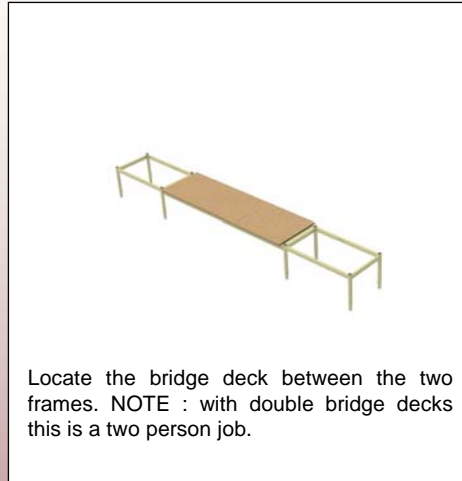 Locate the bridge deck between the two
frames. NOTE : with double bridge decks
this is a two person job.